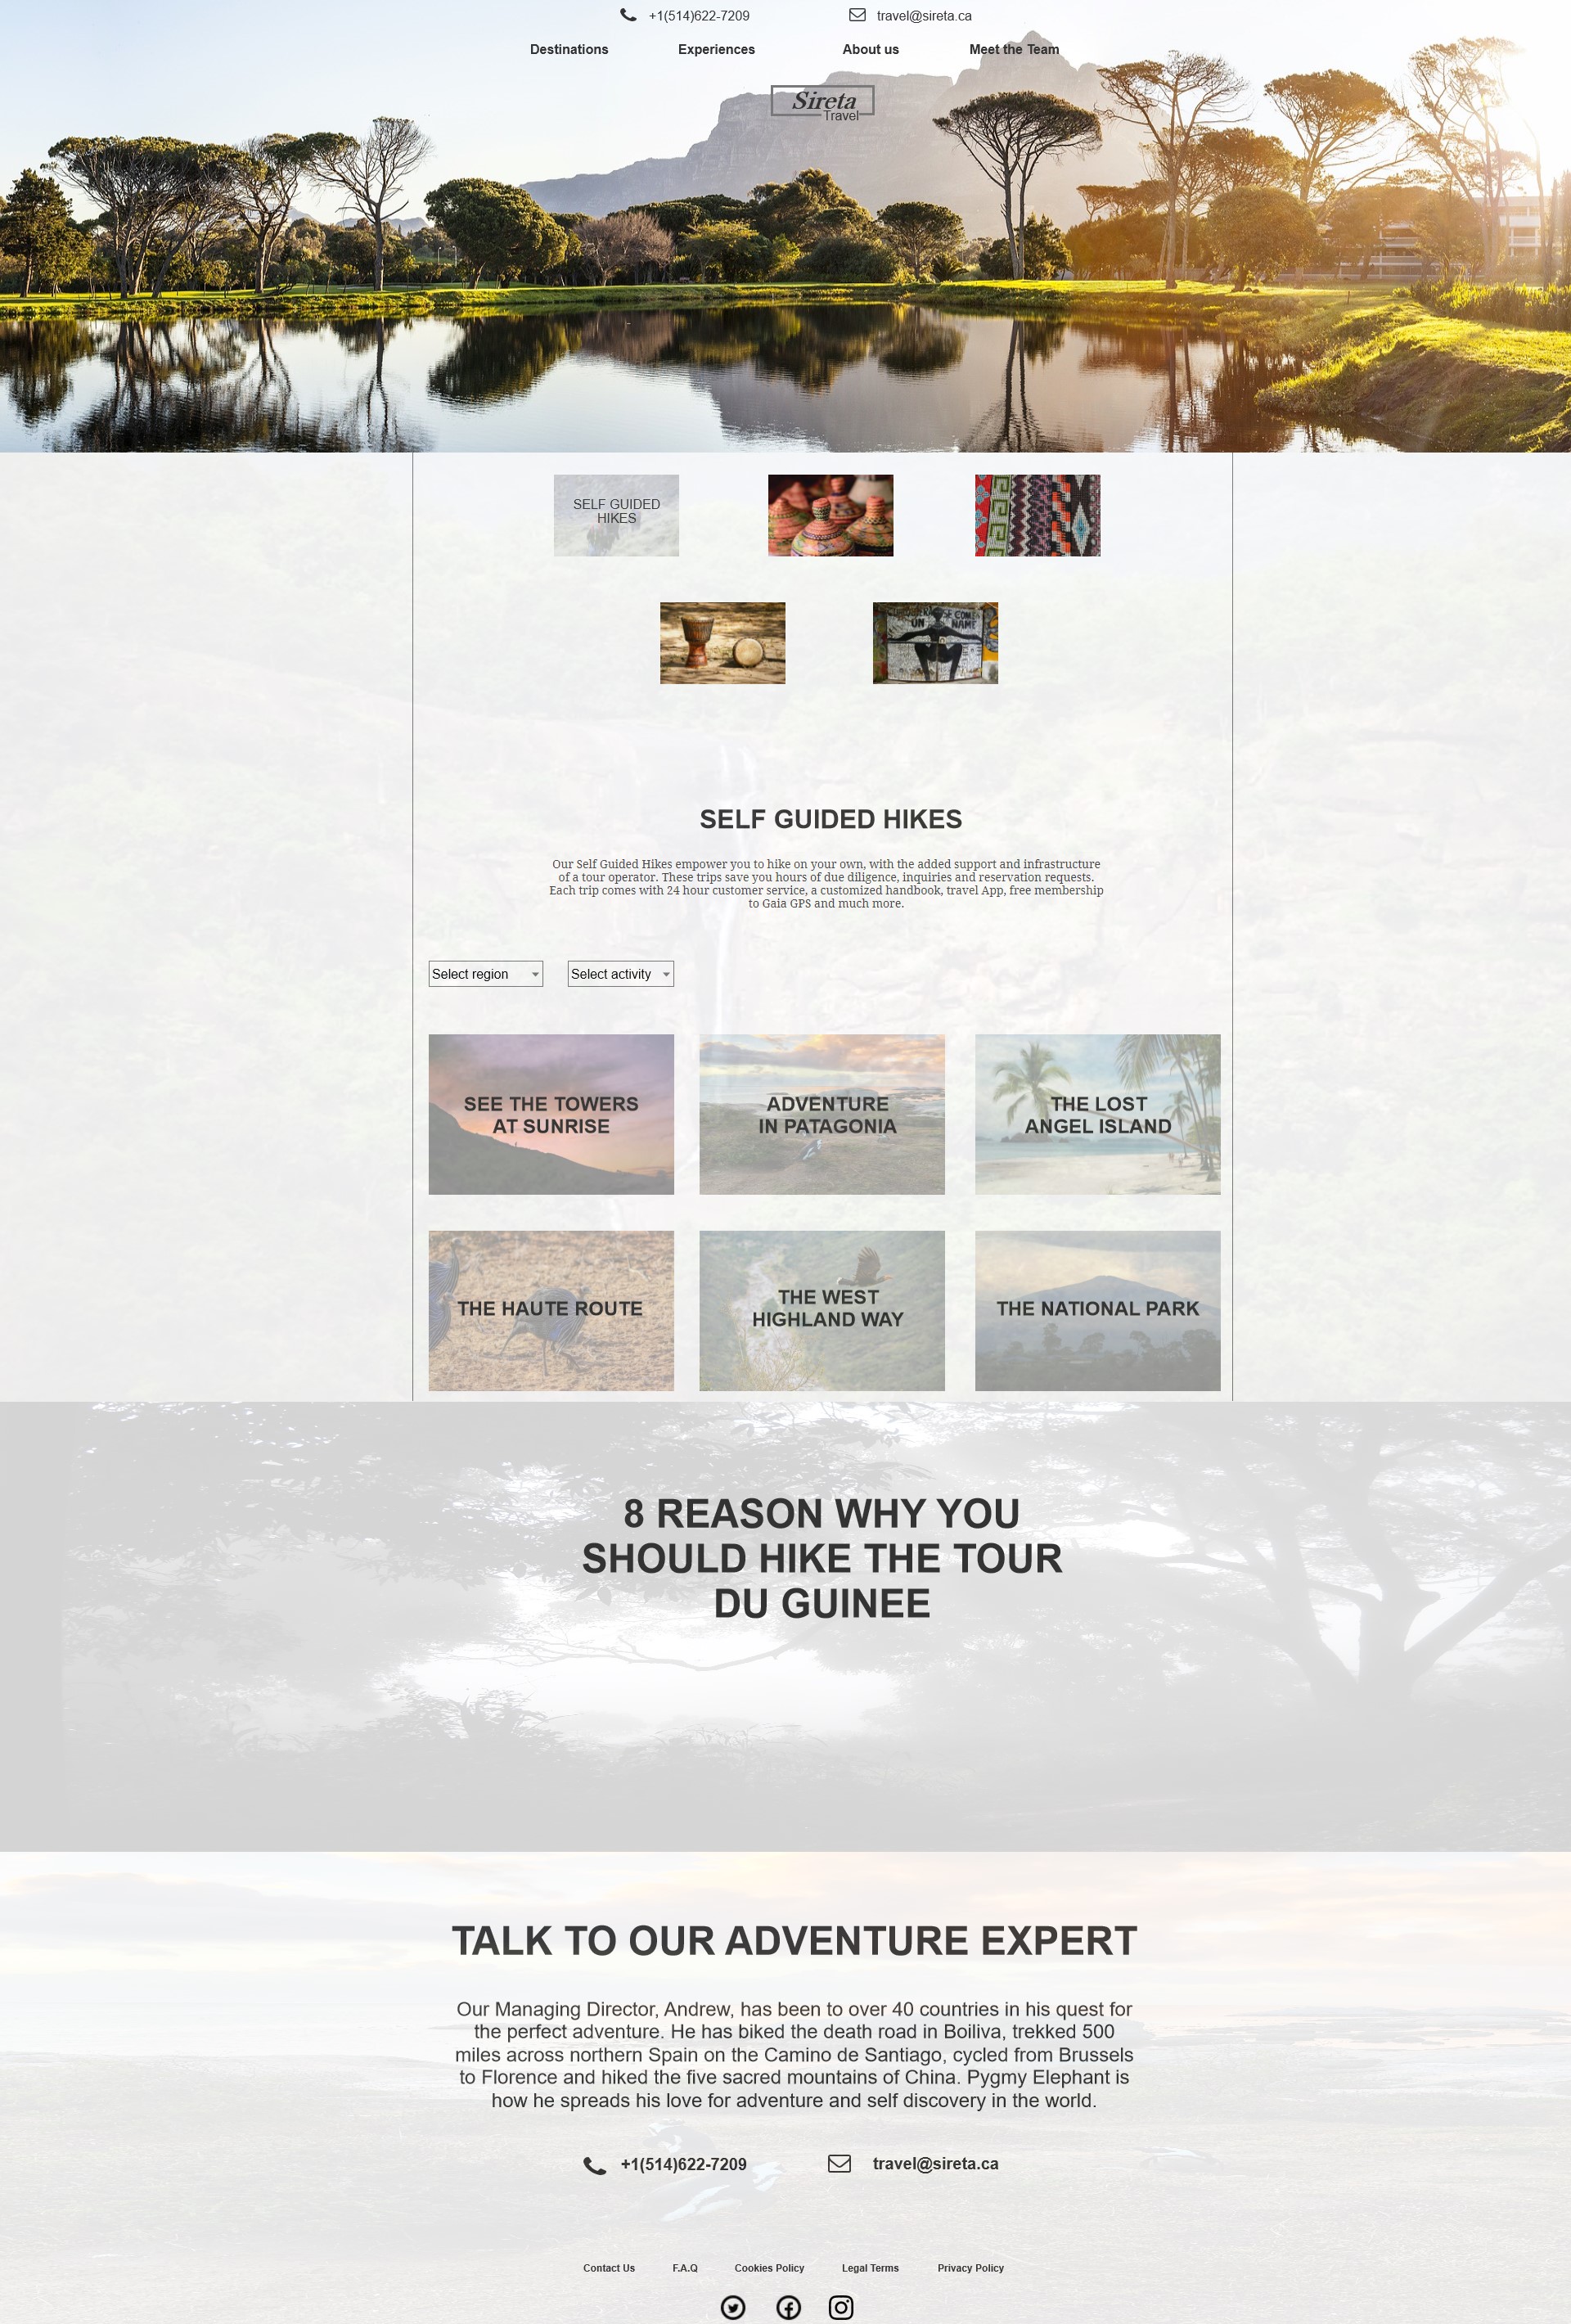 +1(514)622-7209
travel@sireta.ca
Destinations
Experiences
About us
Meet the Team
Sireta
Travel
SELF GUIDED
HIKES
SE COME
UN NAME
SELF GUIDED HIKES
Our Self Guided Hikes empower you to hike on your own, with the added support and infrastructure
of a tour operator. These trips save you hours of due diligence, inquiries and reservation requests.
Each trip comes with 24 hour customer service, a customized handbook, travel App, free membership
to Gaia GPS and much more.
Select region
Select activity
SEE THE TOWERS
AT SUNRISE
ADVENTURE
IN PATAGONIA
THE LOST
ANGEL ISLAND
THE HAUTE ROUTE
THE WEST
HIGHLAND WAY
THE NATIONAL PARK
8 REASON WHY YOU
SHOULD HIKE THE TOUR
DU GUINEE
TALK TO OUR ADVENTURE EXPERT
Our Managing Director, Andrew, has been to over 40 countries in his quest for
the perfect adventure. He has biked the death road in Boiliva, trekked 500
miles across northern Spain on the Camino de Santiago, cycled from Brussels
to Florence and hiked the five sacred mountains of China. Pygmy Elephant is
how he spreads his love for adventure and self discovery in the world.
+1(514)622-7209
travel@sireta.ca
Contact Us
F.A.Q
Cookies Policy
Legal Terms
Privacy Policy